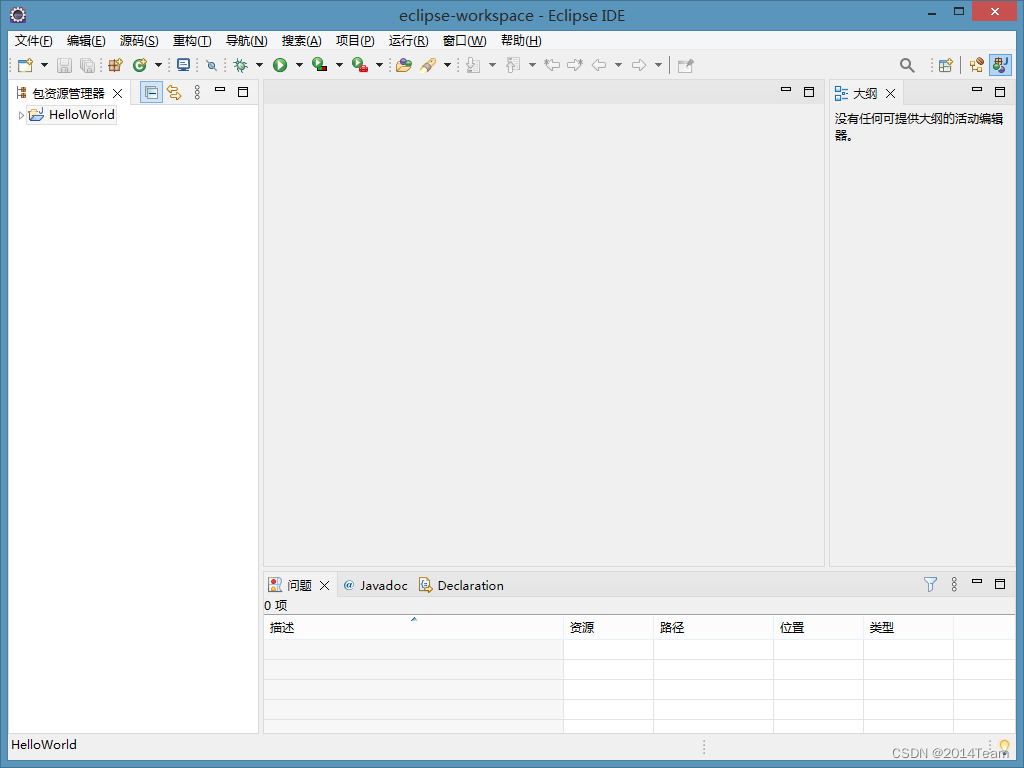 eclipse-workspace - Eclipse IDE
文件(F) 编辑(E) 源码(S) 重构(T) 导航(N) 搜索(A) 项目(P) 运行(R) 窗口(W) 帮助(H)
包资源管理器
HelloWorld
大纲
没有任何可提供大纲的活动编辑
器。
问题 @ Javadoc Declaration
0 项
描述 资源 路径 位置 类型
HelloWorld
CSDN @2014Team